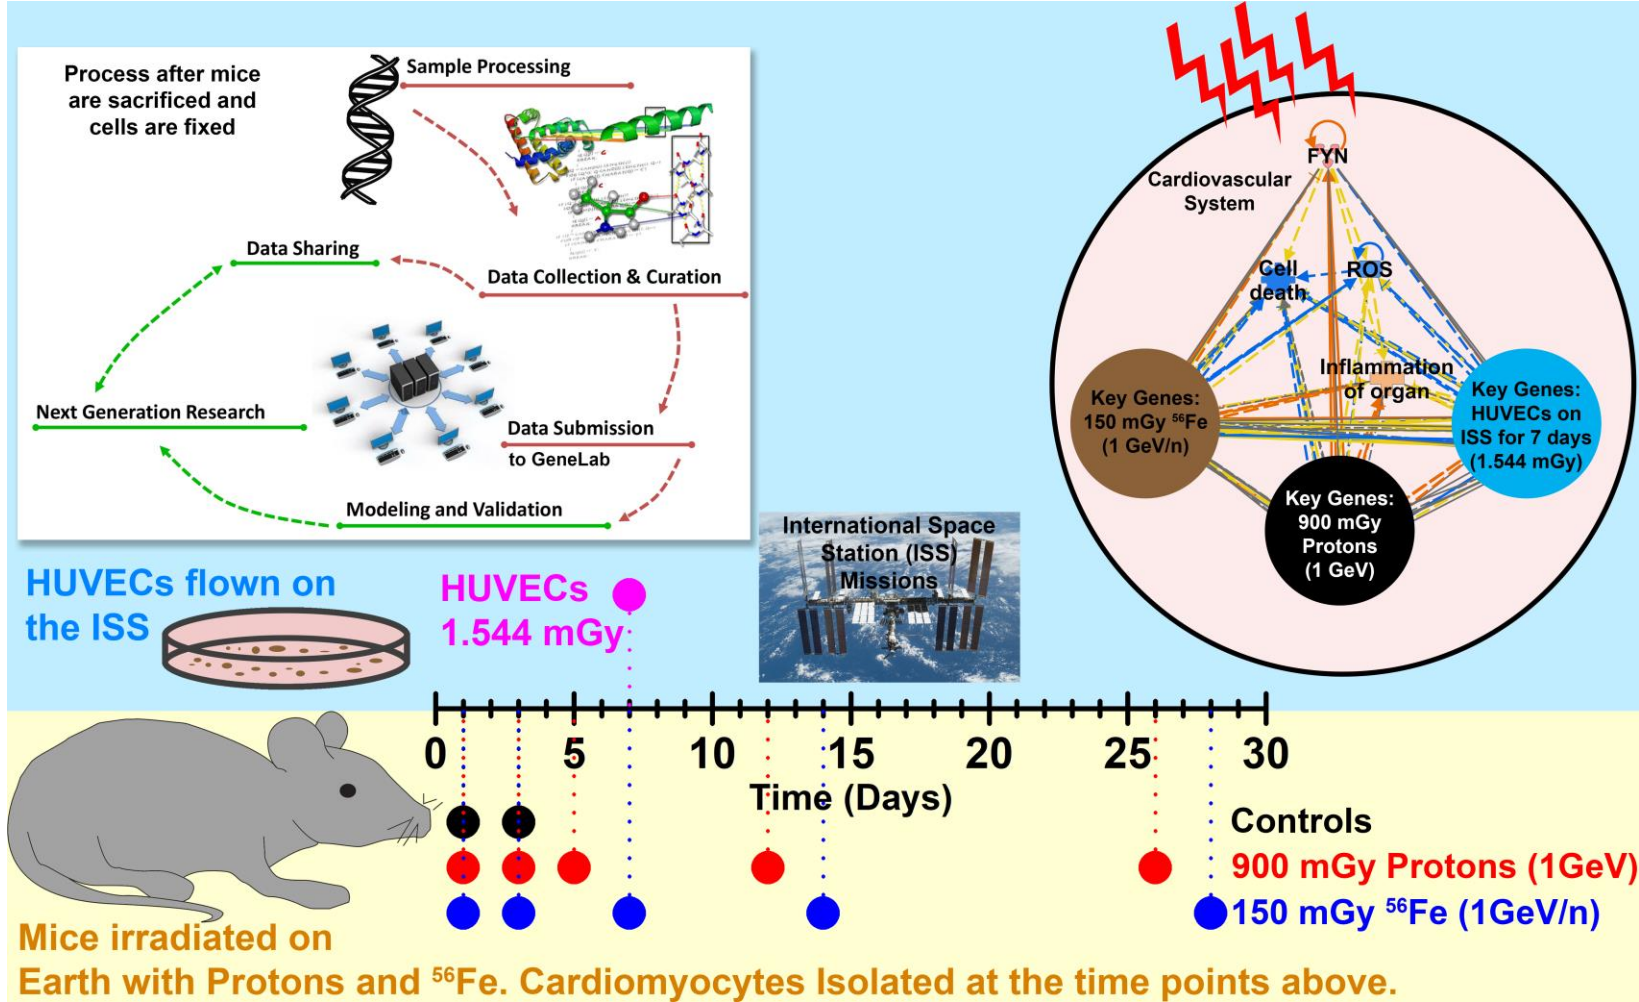 Process after mice
are sacrificed and
cells are fixed
Sample Processing
Data Sharing
Data Collection & Curation
Next Generation Research
Data Submission
to GeneLab
Modeling and Validation
FYN
Cardiovascular
System
Cell
death
ROS
Inflammation
of organ
Key Genes:
150 mGy ⁵⁶Fe
(1 GeV/n)
Key Genes:
HUVECs on
ISS for 7 days
(1.544 mGy)
Key Genes:
900 mGy
Protons
(1 GeV)
International Space
Station (ISS)
Missions
HUVECs flown on
the ISS
HUVECs
1.544 mGy
0 5 10 15 20 25 30
Time (Days)
Controls
900 mGy Protons (1GeV)
150 mGy ⁵⁶Fe (1GeV/n)
Mice irradiated on
Earth with Protons and ⁵⁶Fe. Cardiomyocytes Isolated at the time points above.